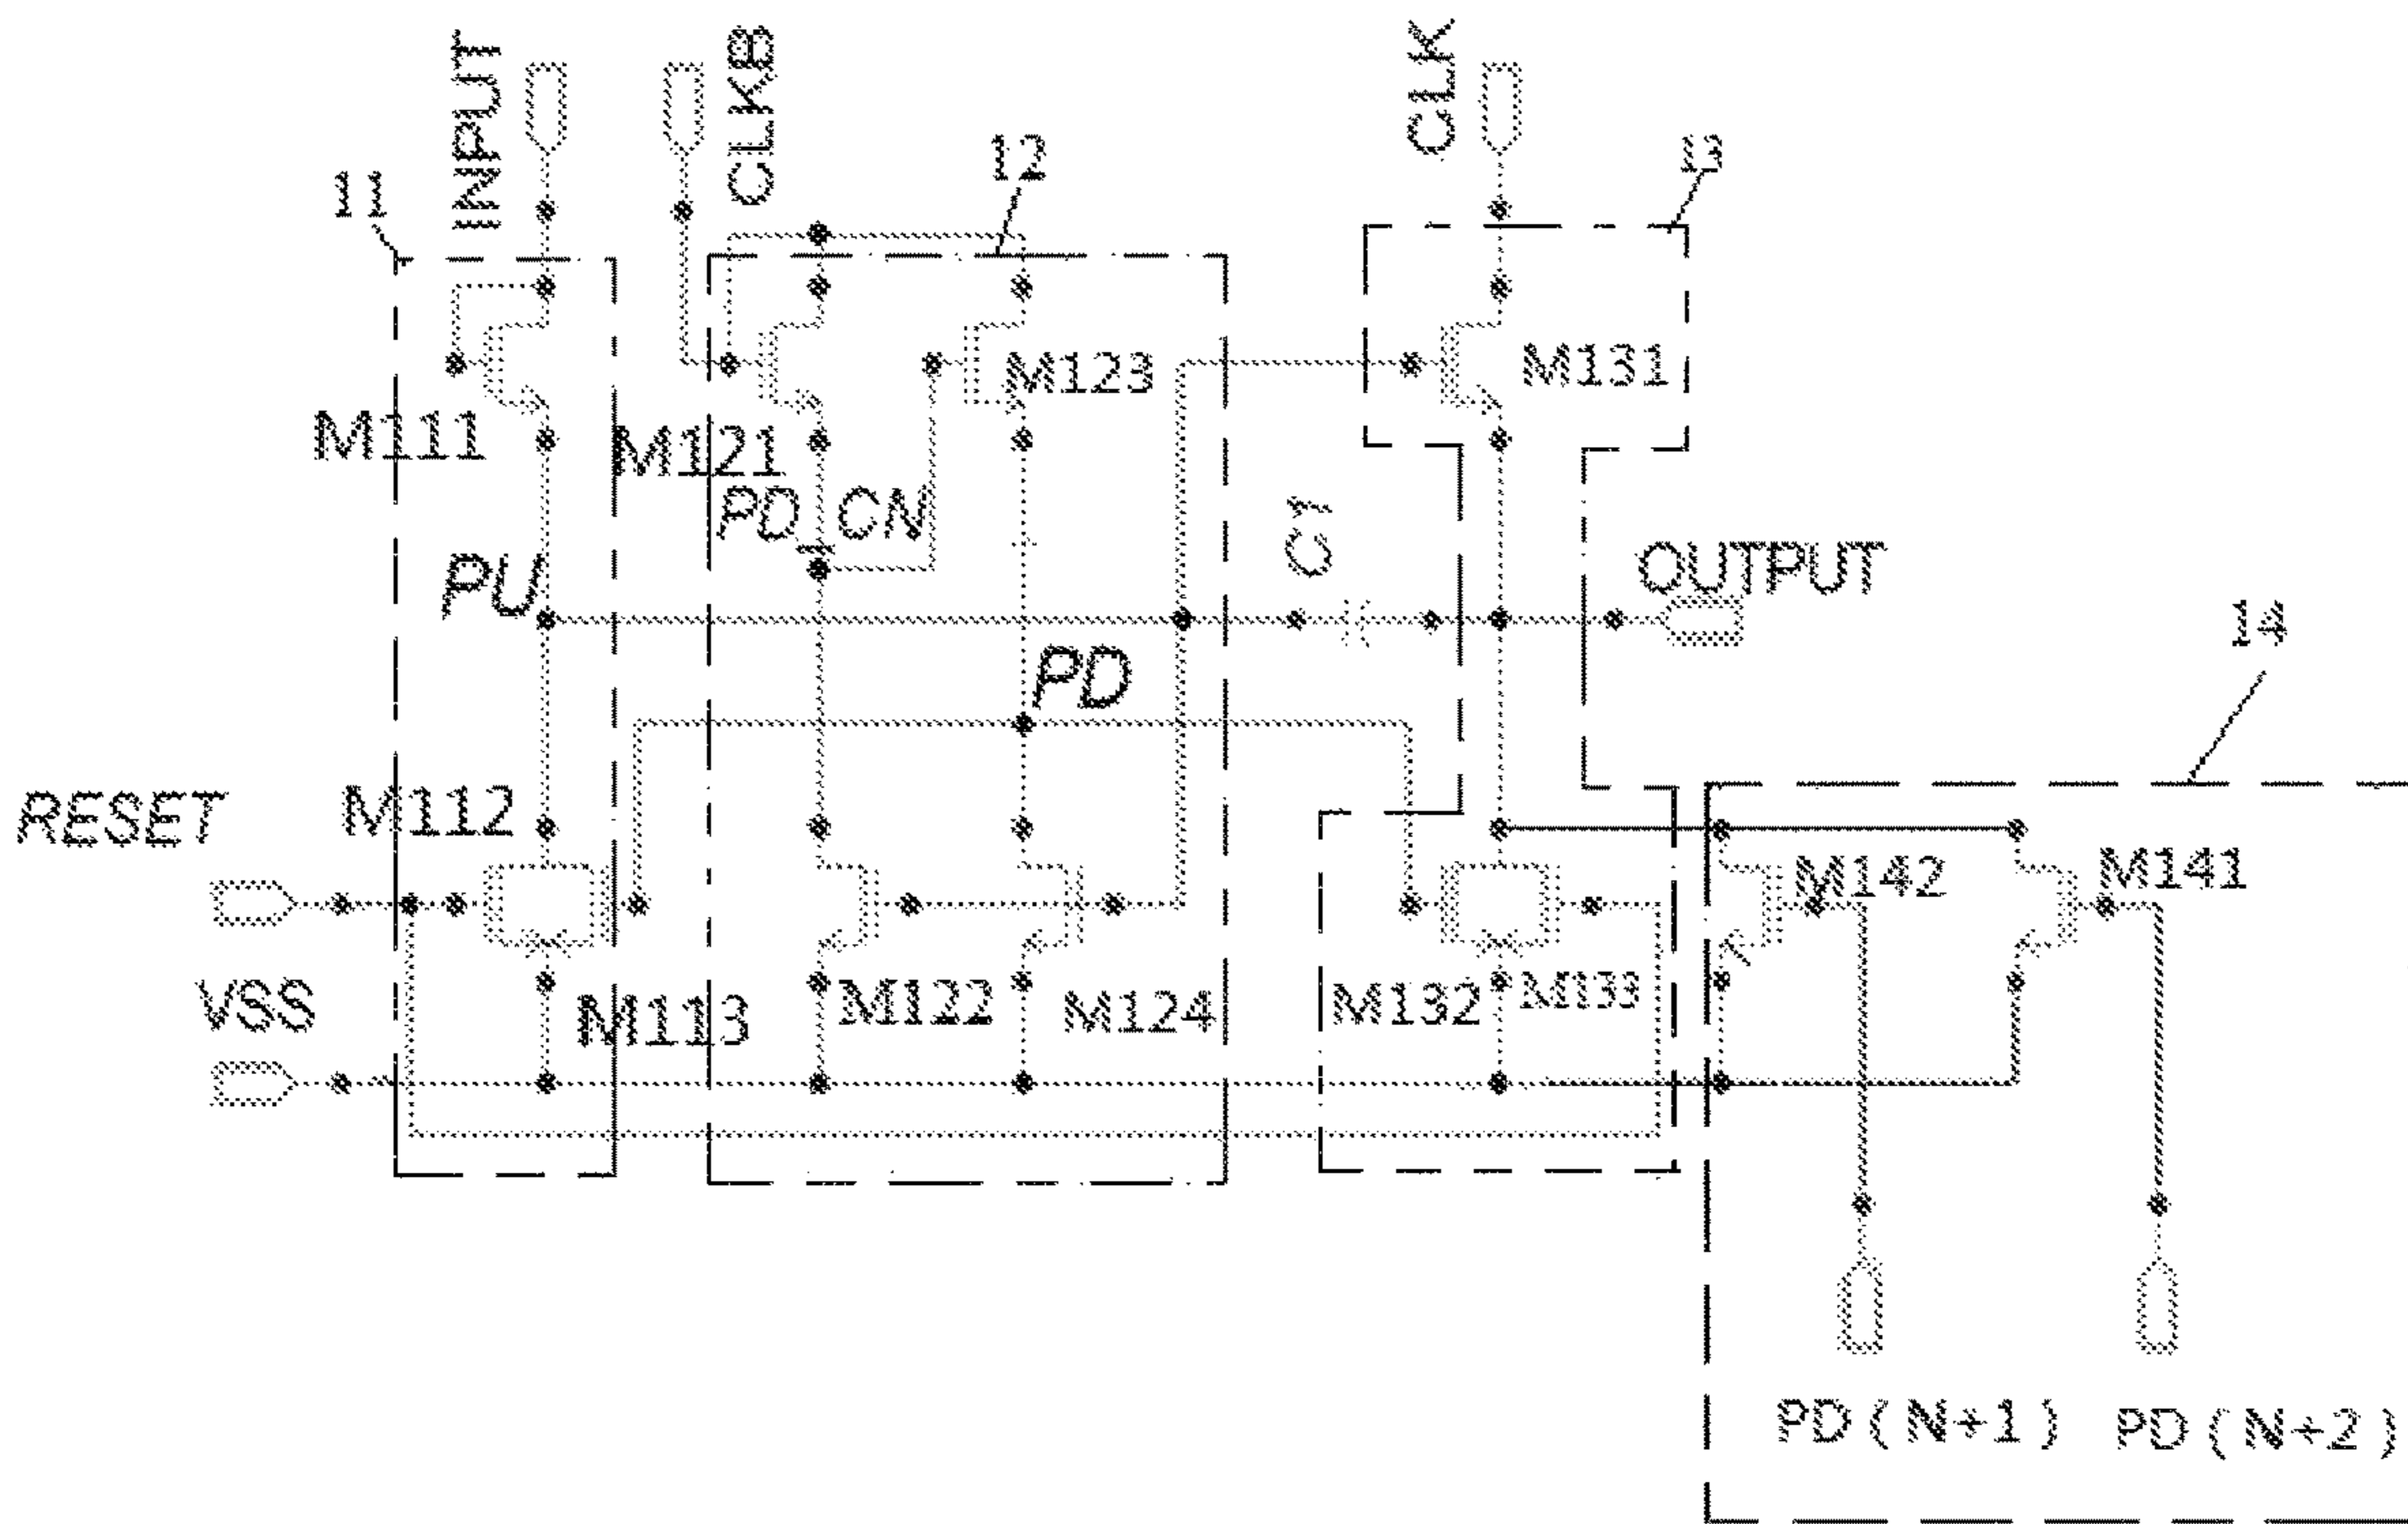 INPUT
CLKB
CLK
11
12
13
M111
M121
M123
M131
PD_CN
PU
C1
OUTPUT
14
PD
RESET
M112
M142
M141
VSS
M113
M122
M124
M132
M133
PD ( N+1 )
PD ( N+2 )